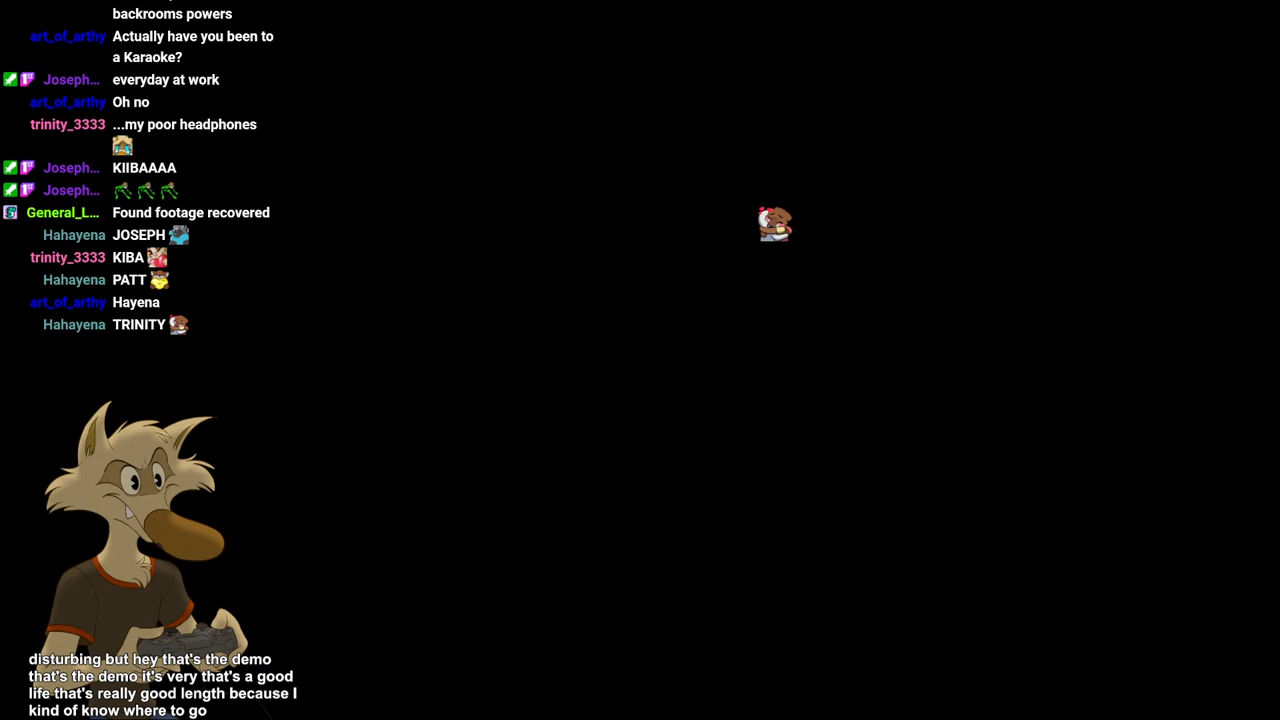 backrooms powers
art_of_arthy Actually have you been to
a Karaoke?
Joseph... everyday at work
art_of_arthy Oh no
trinity_3333 ...my poor headphones
Joseph... KIIBAAAA
Joseph...
General_L... Found footage recovered
Hahayena JOSEPH
trinity_3333 KIBA
Hahayena PATT
art_of_arthy Hayena
Hahayena TRINITY
disturbing but hey that's the demo
that's the demo it's very that's a good
life that's really good length because I
kind of know where to go